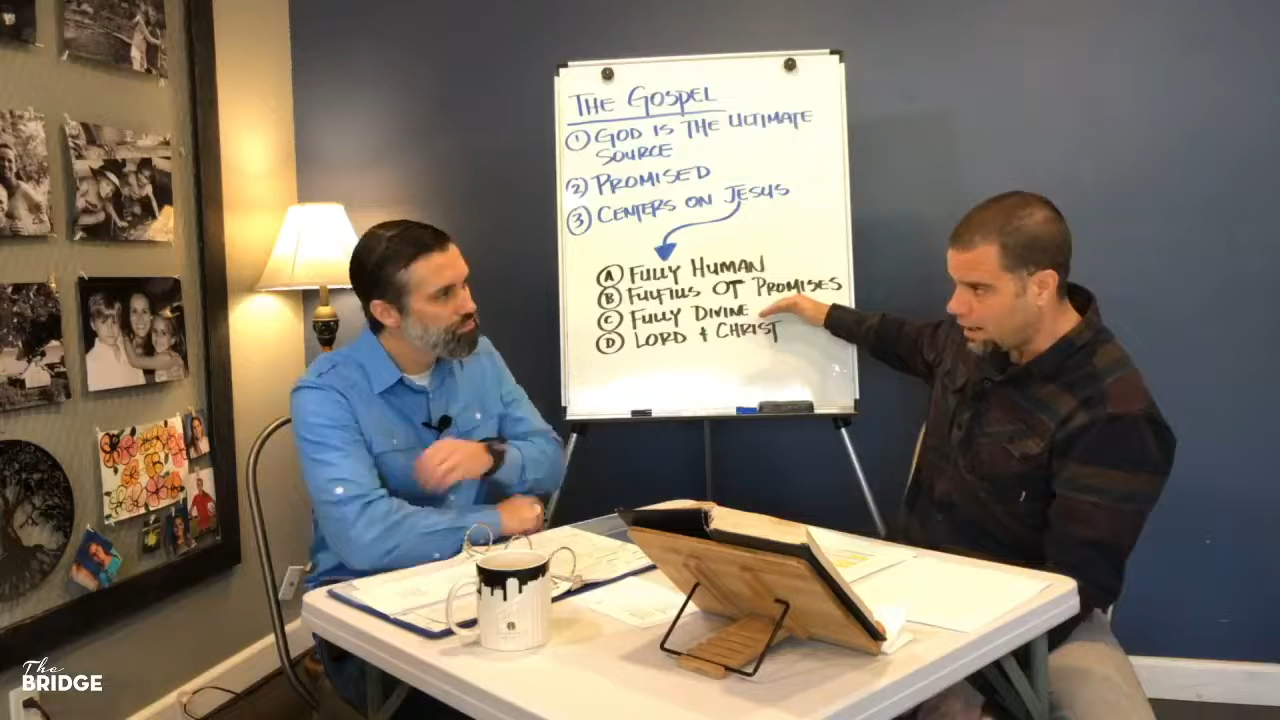 THE GOSPEL
① GOD IS THE ULTIMATE
SOURCE
② PROMISED
③ CENTERS ON JESUS
Ⓐ FULLY HUMAN
Ⓑ FULFILLS OT PROMISES
Ⓒ FULLY DIVINE
Ⓓ LORD + CHRIST
The
BRIDGE